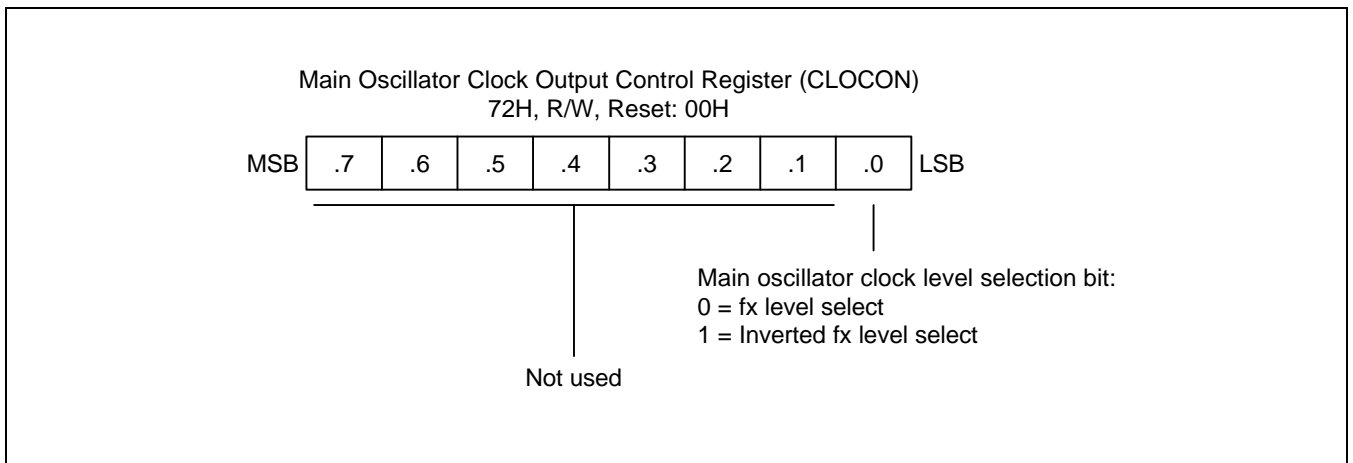 Main Oscillator Clock Output Control Register (CLOCON)
72H, R/W, Reset: 00H
MSB .7 .6 .5 .4 .3 .2 .1 .0 LSB
Main oscillator clock level selection bit:
0 = fx level select
1 = Inverted fx level select
Not used